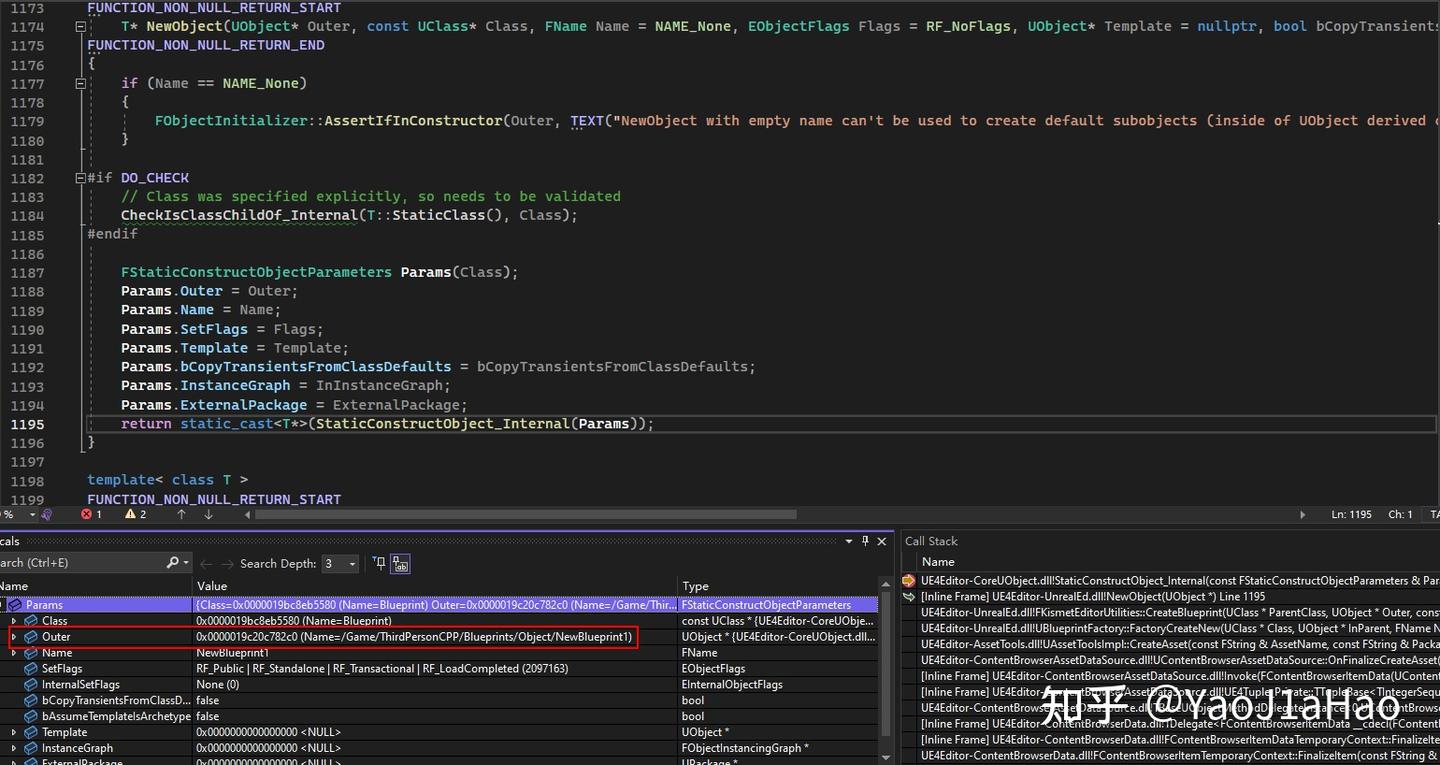 1173 FUNCTION_NON_NULL_RETURN_START
1174 T* NewObject(UObject* Outer, const UClass* Class, FName Name = NAME_None, EObjectFlags Flags = RF_NoFlags, UObject* Template = nullptr, bool bCopyTransients
1175 FUNCTION_NON_NULL_RETURN_END
1176 {
1177 if (Name == NAME_None)
1178 {
1179 FObjectInitializer::AssertIfInConstructor(Outer, TEXT("NewObject with empty name can't be used to create default subobjects (inside of UObject derived
1180 }
1181
1182 #if DO_CHECK
1183 // Class was specified explicitly, so needs to be validated
1184 CheckIsClassChildOf_Internal(T::StaticClass(), Class);
1185 #endif
1186
1187 FStaticConstructObjectParameters Params(Class);
1188 Params.Outer = Outer;
1189 Params.Name = Name;
1190 Params.SetFlags = Flags;
1191 Params.Template = Template;
1192 Params.bCopyTransientsFromClassDefaults = bCopyTransientsFromClassDefaults;
1193 Params.InstanceGraph = InInstanceGraph;
1194 Params.ExternalPackage = ExternalPackage;
1195 return static_cast<T*>(StaticConstructObject_Internal(Params));
1196 }
1197
1198 template< class T >
1199 FUNCTION_NON_NULL_RETURN_START
% 1 2 Ln: 1195 Ch: 1 TA
cals
arch (Ctrl+E) Search Depth: 3
Name Value Type
Params {Class=0x0000019bc8eb5580 (Name=Blueprint) Outer=0x0000019c20c782c0 (Name=/Game/Thir... FStaticConstructObjectParameters
Class 0x0000019bc8eb5580 (Name=Blueprint) const UClass * {UE4Editor-CoreUObje...
Outer 0x0000019c20c782c0 (Name=/Game/ThirdPersonCPP/Blueprints/Object/NewBlueprint1) UObject * {UE4Editor-CoreUObject.dll...
Name NewBlueprint1 FName
SetFlags RF_Public | RF_Standalone | RF_Transactional | RF_LoadCompleted (2097163) EObjectFlags
InternalSetFlags None (0) EInternalObjectFlags
bCopyTransientsFromClassD... false bool
bAssumeTemplateIsArchetype false bool
Template 0x0000000000000000 <NULL> UObject *
InstanceGraph 0x0000000000000000 <NULL> FObjectInstancingGraph *
ExternalPackage 0x0000000000000000 <NULL> UPackage *
Call Stack
Name
UE4Editor-CoreUObject.dll!StaticConstructObject_Internal(const FStaticConstructObjectParameters & Par
[Inline Frame] UE4Editor-UnrealEd.dll!NewObject(UObject *) Line 1195
UE4Editor-UnrealEd.dll!FKismetEditorUtilities::CreateBlueprint(UClass * ParentClass, UObject * Outer, const
UE4Editor-UnrealEd.dll!UBlueprintFactory::FactoryCreateNew(UClass * Class, UObject * InParent, FName N
UE4Editor-AssetTools.dll!UAssetToolsImpl::CreateAsset(const FString & AssetName, const FString & Packa
UE4Editor-ContentBrowserAssetDataSource.dll!UContentBrowserAssetDataSource::OnFinalizeCreateAsset(
[Inline Frame] UE4Editor-ContentBrowserAssetDataSource.dll!Invoke(FContentBrowserItemData(UConten
[Inline Frame] UE4Editor-ContentBrowserAssetDataSource.dll!UE4Tuple_Private::TTupleBase<TIntegerSequ
UE4Editor-ContentBrowserAssetDataSource.dll!
[Inline Frame] UE4Editor-ContentBrowserData.dll!TDelegate<FContentBrowserItemData __cdecl(FContent
[Inline Frame] UE4Editor-ContentBrowserData.dll!FContentBrowserItemDataTemporaryContext::Finalizelten
UE4Editor-ContentBrowserData.dll!FContentBrowserItemTemporaryContext::FinalizeItem(const FString &
知乎 @YaoJ1aHao